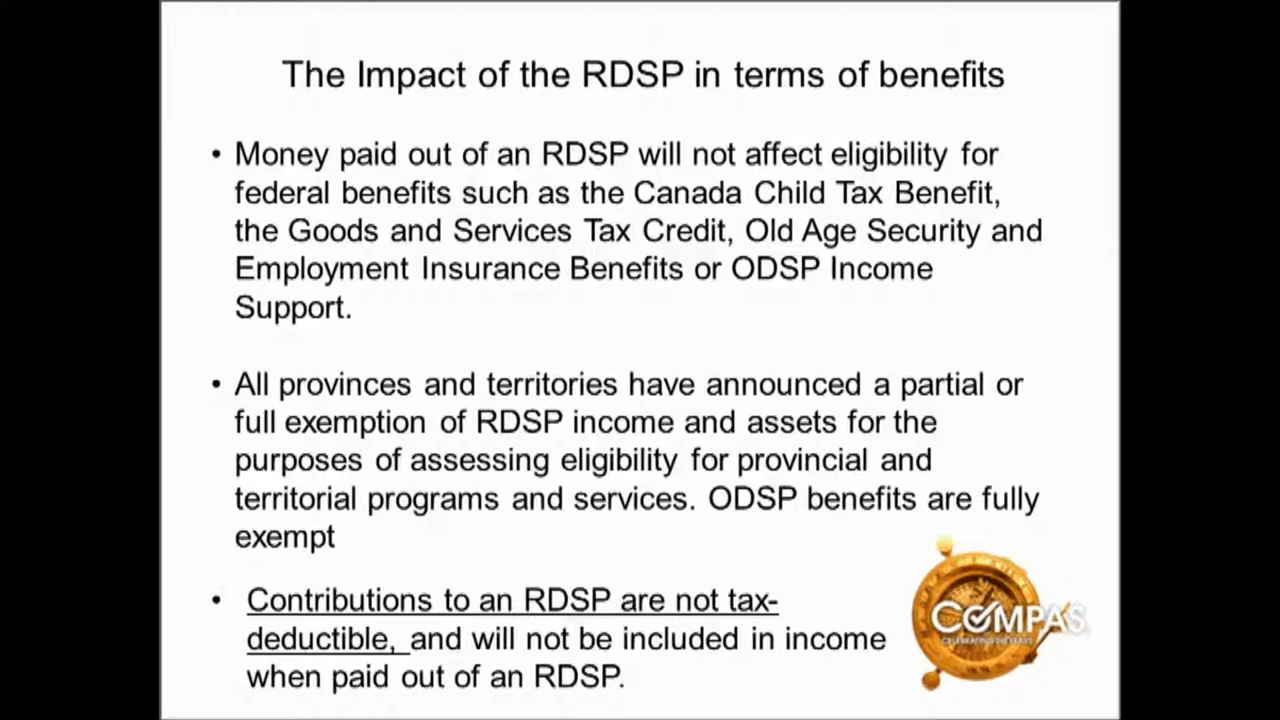 The Impact of the RDSP in terms of benefits
• Money paid out of an RDSP will not affect eligibility for
federal benefits such as the Canada Child Tax Benefit,
the Goods and Services Tax Credit, Old Age Security and
Employment Insurance Benefits or ODSP Income
Support.
• All provinces and territories have announced a partial or
full exemption of RDSP income and assets for the
purposes of assessing eligibility for provincial and
territorial programs and services. ODSP benefits are fully
exempt
• Contributions to an RDSP are not tax-
deductible, and will not be included in income
when paid out of an RDSP.
COMPAS
CELEBRATING